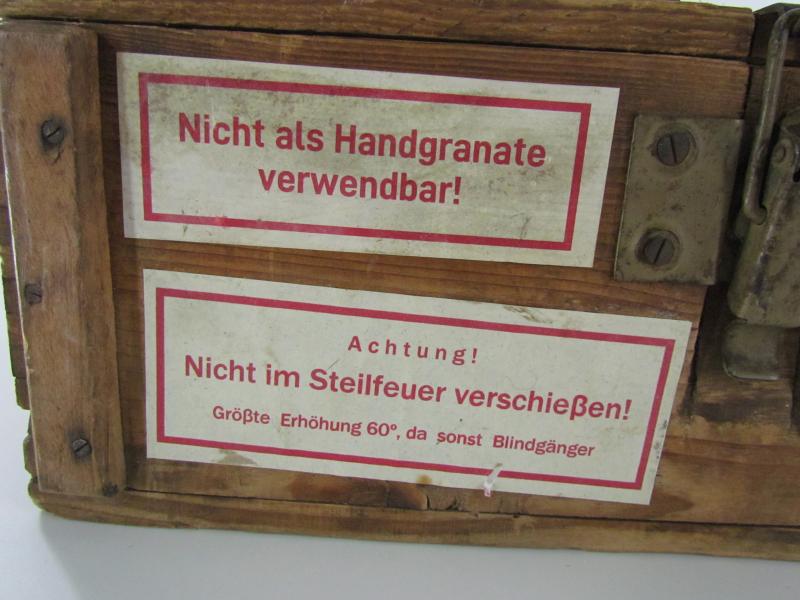 Nicht als Handgranate
verwendbar!
Achtung!
Nicht im Steilfeuer verschießen!
Größte Erhöhung 60°, da sonst Blindgänger